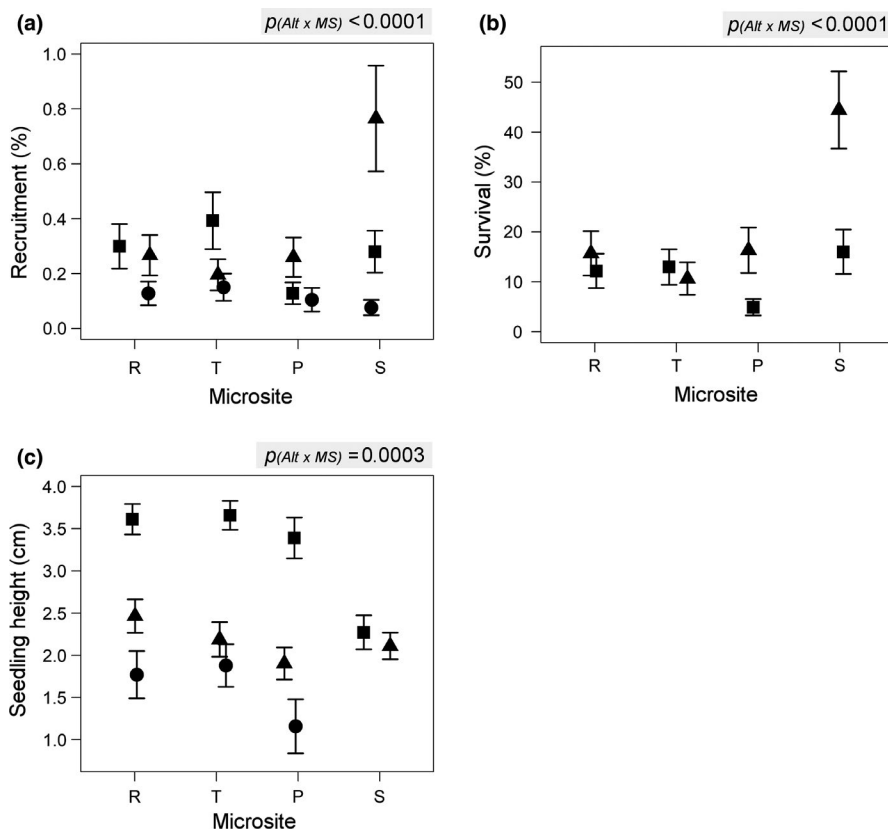 (a)
p(Alt x MS) <0.0001
Recruitment (%)
1.0
0.8
0.6
0.4
0.2
0.0
R T P S
Microsite
(b)
p(Alt x MS) <0.0001
Survival (%)
50
40
30
20
10
0
R T P S
Microsite
(c)
p(Alt x MS) =0.0003
Seedling height (cm)
4.0
3.5
3.0
2.5
2.0
1.5
1.0
R T P S
Microsite